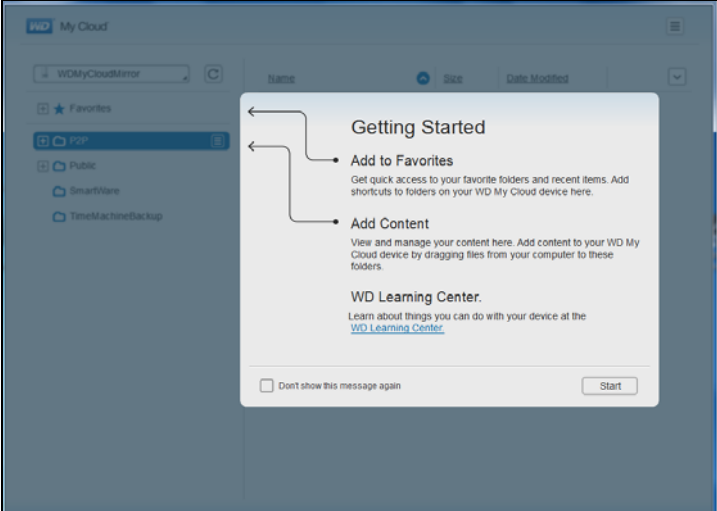 WD My Cloud
WDMyCloudMirror
Name Size Date Modified
Favorites
P2P
Public
SmartWare
TimeMachineBackup
Getting Started
Add to Favorites
Get quick access to your favorite folders and recent items. Add
shortcuts to folders on your WD My Cloud device here.
Add Content
View and manage your content here. Add content to your WD My
Cloud device by dragging files from your computer to these
folders.
WD Learning Center.
Learn about things you can do with your device at the
WD Learning Center.
Don't show this message again
Start